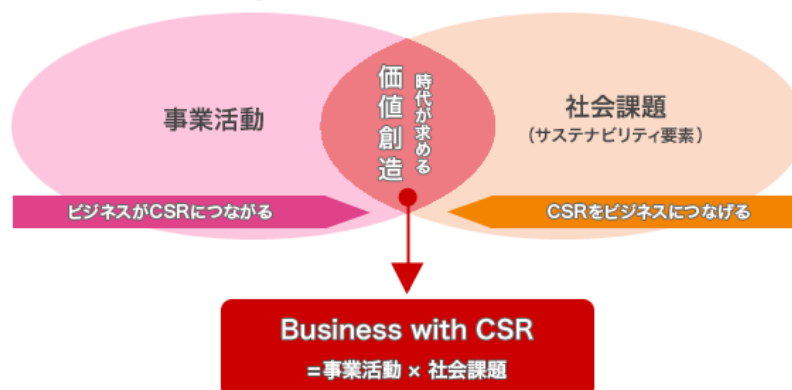 事業活動
時代が求める
価値創造
社会課題
(サステナビリティ要素)
ビジネスがCSRにつながる
CSRをビジネスにつなげる
Business with CSR
=事業活動 × 社会課題